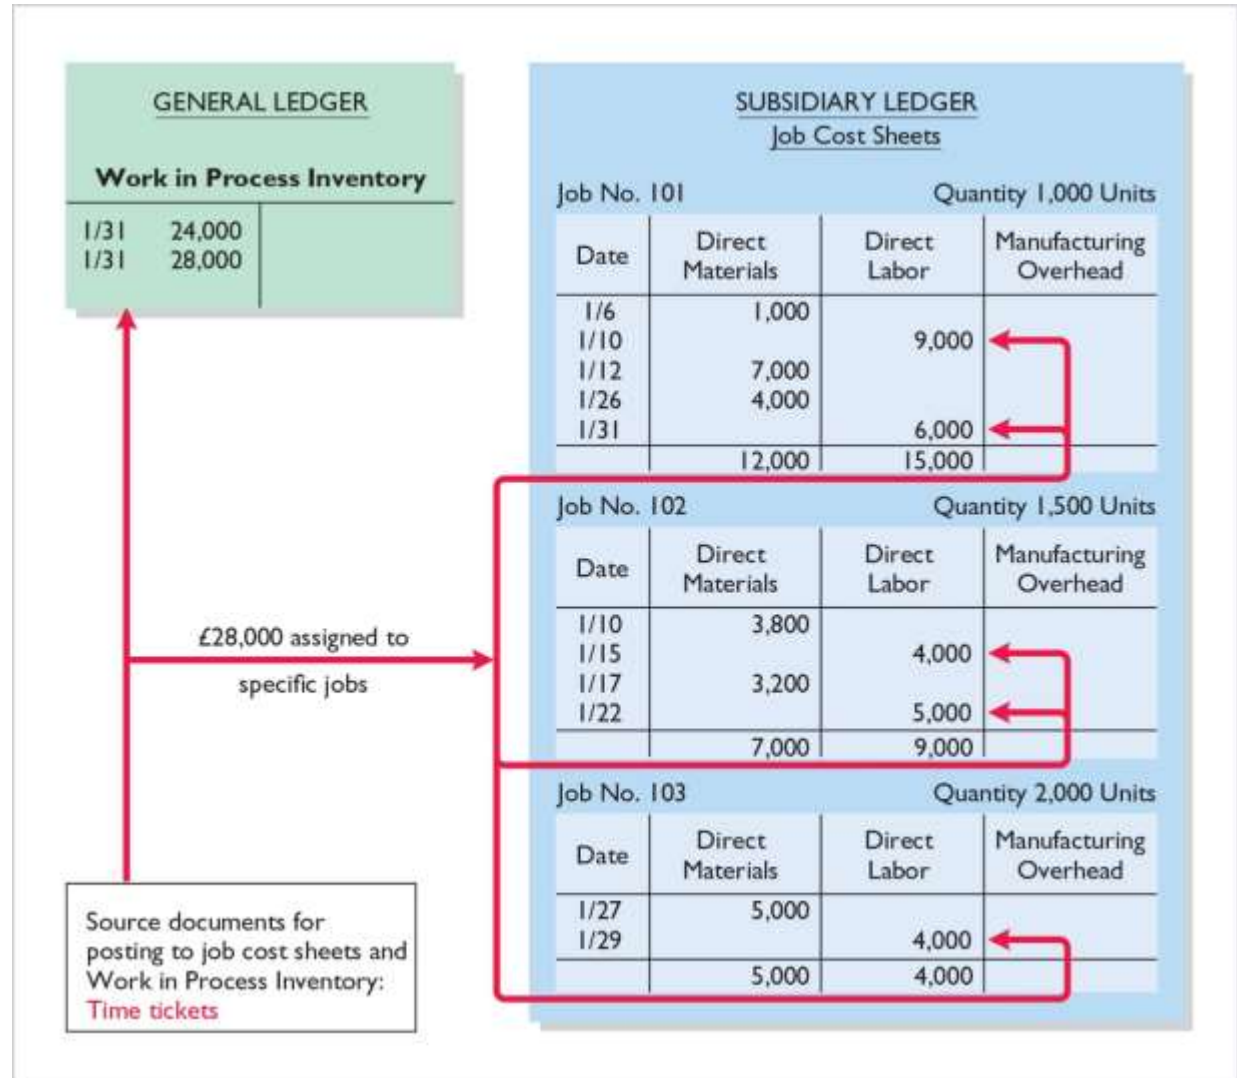 GENERAL LEDGER
Work in Process Inventory
1/31 24,000
1/31 28,000
SUBSIDIARY LEDGER
Job Cost Sheets
Job No. 101 Quantity 1,000 Units
Date Direct Materials Direct Labor Manufacturing Overhead
1/6 1,000
1/10 9,000
1/12 7,000
1/26 4,000
1/31 6,000
12,000 15,000
Job No. 102 Quantity 1,500 Units
Date Direct Materials Direct Labor Manufacturing Overhead
1/10 3,800
1/15 4,000
1/17 3,200
1/22 5,000
7,000 9,000
Job No. 103 Quantity 2,000 Units
Date Direct Materials Direct Labor Manufacturing Overhead
1/27 5,000
1/29 4,000
5,000 4,000
£28,000 assigned to
specific jobs
Source documents for
posting to job cost sheets and
Work in Process Inventory:
Time tickets